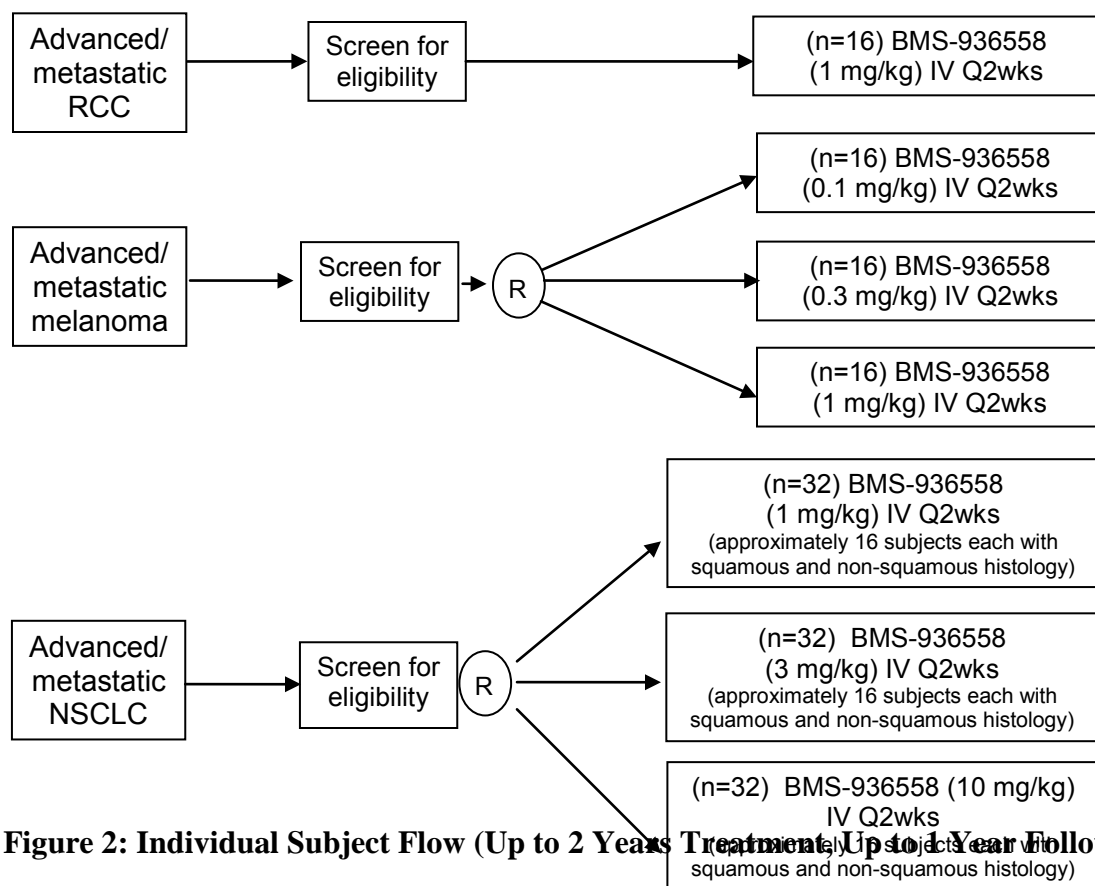 Advanced/
metastatic
RCC
Screen for
eligibility
(n=16) BMS-936558
(1 mg/kg) IV Q2wks
Advanced/
metastatic
melanoma
Screen for
eligibility
R
(n=16) BMS-936558
(0.1 mg/kg) IV Q2wks
(n=16) BMS-936558
(0.3 mg/kg) IV Q2wks
(n=16) BMS-936558
(1 mg/kg) IV Q2wks
Advanced/
metastatic
NSCLC
Screen for
eligibility
R
(n=32) BMS-936558
(1 mg/kg) IV Q2wks
(approximately 16 subjects each with
squamous and non-squamous histology)
(n=32) BMS-936558
(3 mg/kg) IV Q2wks
(approximately 16 subjects each with
squamous and non-squamous histology)
(n=32) BMS-936558 (10 mg/kg)
IV Q2wks
(approximately 16 subjects each with
squamous and non-squamous histology)
Figure 2: Individual Subject Flow (Up to 2 Years Treatment, Up to 1 Year Follo